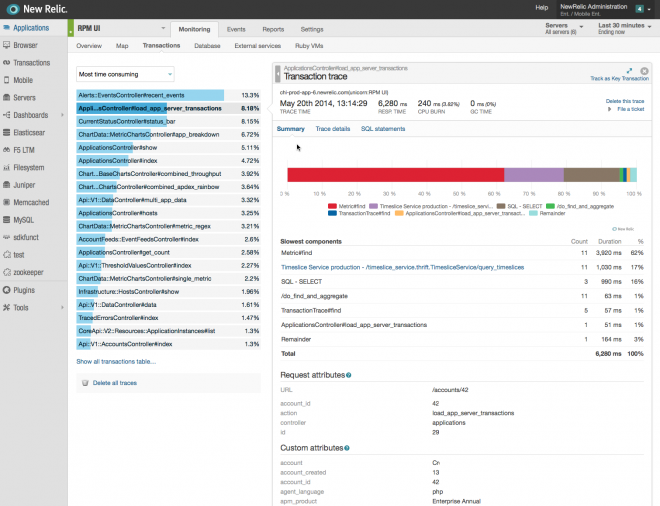 New Relic.
Help
NewRelic Administration
Ent. / Mobile Ent.
4
Applications
Browser
Transactions
Mobile
Servers
Dashboards
Elasticsear
F5 LTM
Filesystem
Juniper
Memcached
MySQL
sdkfunct
test
zookeeper
Plugins
Tools
RPM UI
Monitoring
Events
Reports
Settings
Servers
All servers (6)
Last 30 minutes
Ending now
Overview
Map
Transactions
Database
External services
Ruby VMs
Most time consuming
Alerts::EventsController#recent_events 13.3%
Appli...sController#load_app_server_transactions 8.18%
CurrentStatusController#status_bar 8.15%
ChartData::MetricChartsController#app_breakdown 6.72%
ApplicationsController#show 5.11%
ApplicationsController#index 4.72%
Chart...BaseChartsController#combined_throughput 3.92%
Chart...sController#combined_apdex_rainbow 3.64%
Api::V1::DataController#multi_app_data 3.32%
ApplicationsController#hosts 3.25%
ChartData::MetricChartsController#metric_regex 3.21%
AccountFeeds::EventFeedsController#index 2.6%
ApplicationsController#get_count 2.58%
Api::V1::ThresholdValuesController#index 2.27%
ChartData::MetricChartsController#single_metric 2.2%
Infrastructure::HostsController#show 1.96%
Api::V1::DataController#data 1.61%
TracedErrorsController#index 1.47%
CoreApi::V2::Resources::ApplicationInstances#list 1.3%
Api::V1::AccountsController#index 1.3%
Show all transactions table...
Delete all traces
ApplicationsController#load_app_server_transactions
Transaction trace
Track as Key Transaction
chi-prod-app-6.newrelic.com(unicorn:RPM UI)
May 20th 2014, 13:14:29
TRACE TIME
6,280 ms
RESP. TIME
240 ms (3.82%)
CPU BURN
0 ms (0%)
GC TIME
Delete this trace
File a ticket
Summary
Trace details
SQL statements
0 % 10 % 20 % 30 % 40 % 50 % 60 % 70 % 80 % 90 % 100 %
Metric#find
Timeslice Service production - /timeslice_servi...
SQL - SELECT
/do_find_and_aggregate
TransactionTrace#find
ApplicationsController#load_app_server_transact...
Remainder
New Relic
Slowest components Count Duration %
Metric#find 11 3,920 ms 62%
Timeslice Service production - /timeslice_service.thrift.TimesliceService/query_timeslices 11 1,030 ms 17%
SQL - SELECT 3 990 ms 16%
/do_find_and_aggregate 11 63 ms 1%
TransactionTrace#find 5 57 ms 1%
ApplicationsController#load_app_server_transactions 1 51 ms 1%
Remainder 1 164 ms 3%
Total 6,280 ms 100%
Request attributes
URL /accounts/42
account_id 42
action load_app_server_transactions
controller applications
id 29
Custom attributes
account Cr
account_created 13
account_id 42
agent_language php
apm_product Enterprise Annual